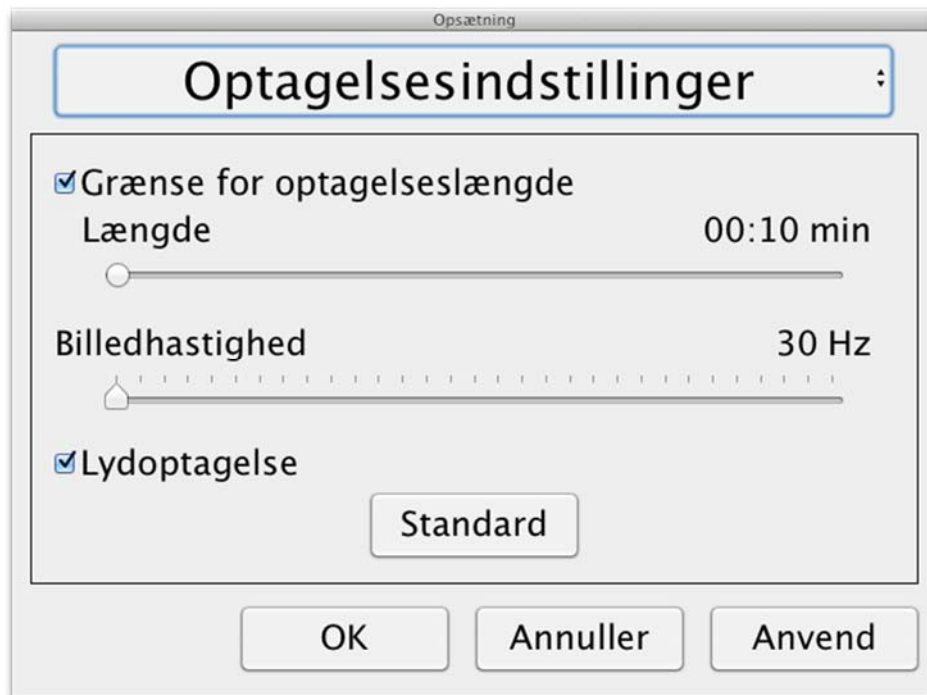 Opsætning
Optagelsesindstillinger
Grænse for optagelseslængde
Længde 00:10 min
Billedhastighed 30 Hz
Lydoptagelse
Standard
OK Annuller Anvend